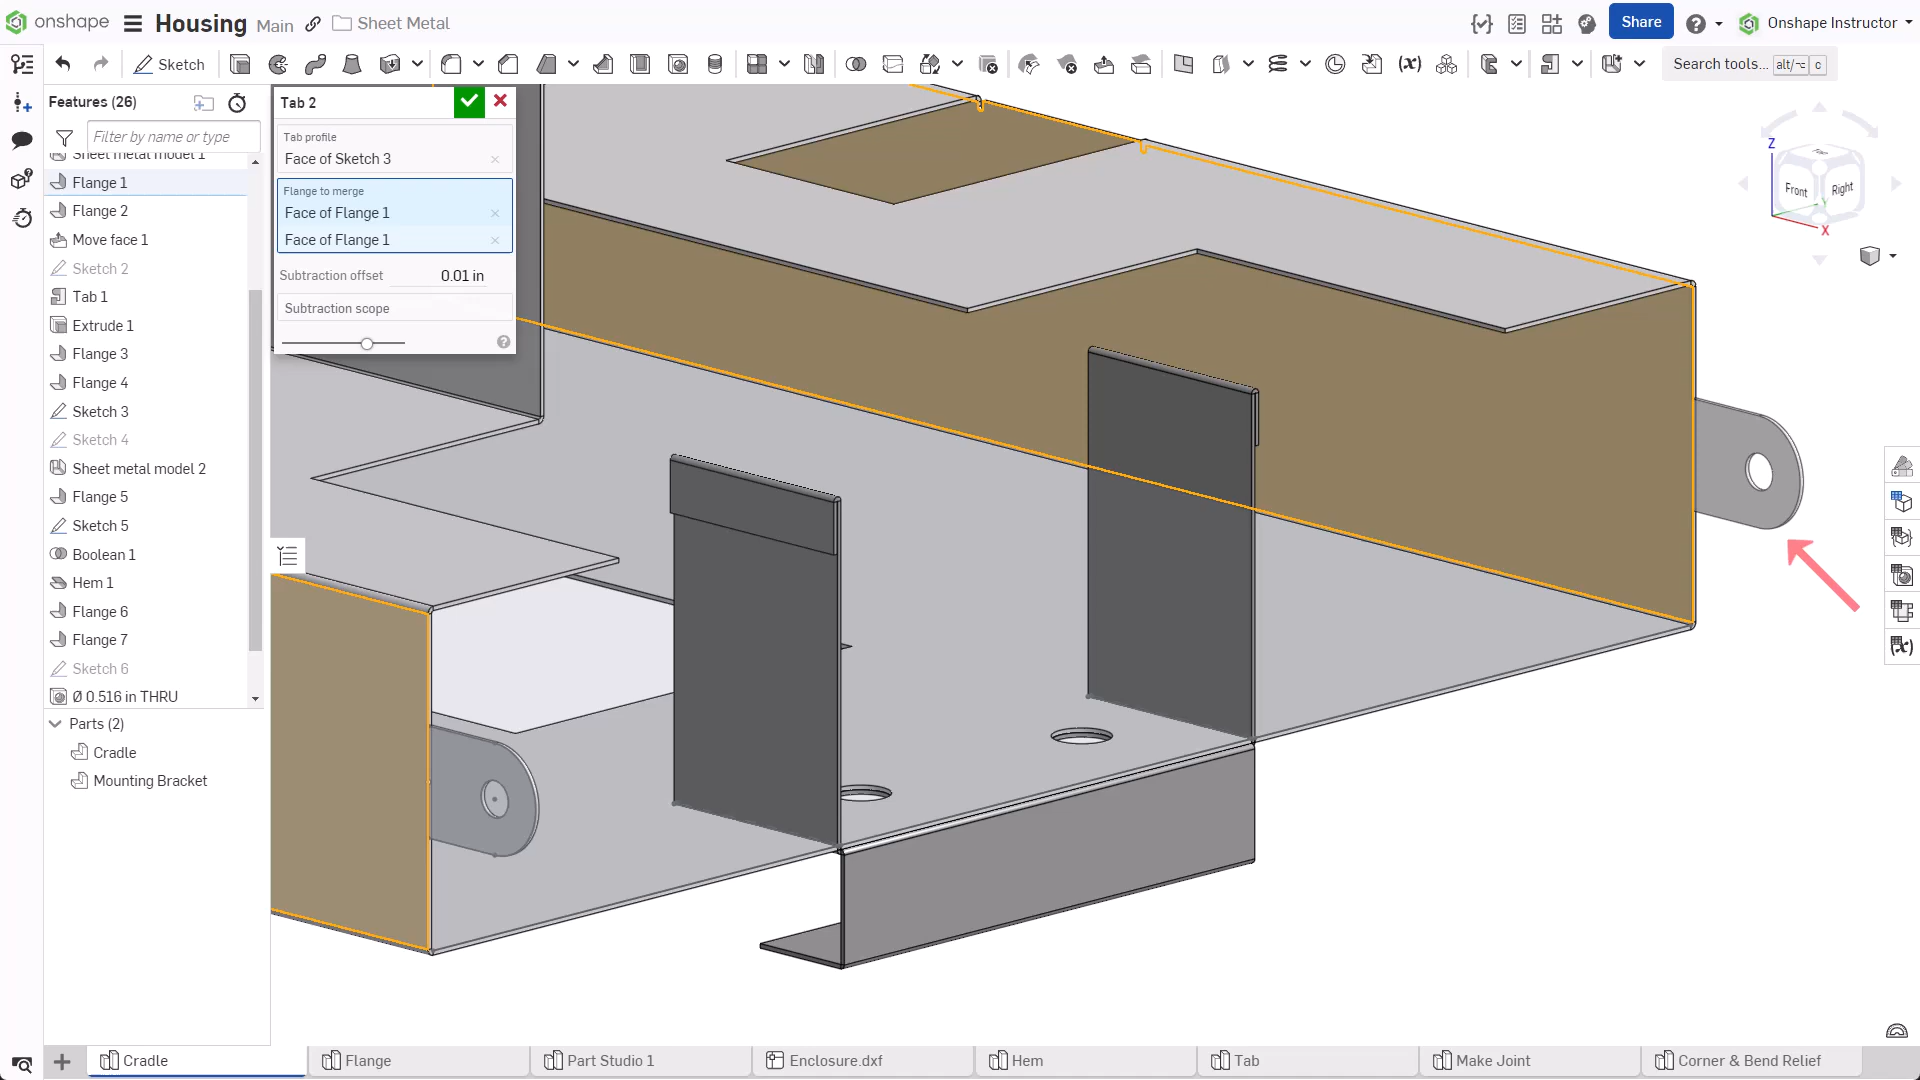 onshape
Housing Main Sheet Metal
Share
Onshape Instructor
Sketch
Search tools... alt/⌥ c
Features (26)
Filter by name or type
Sheet metal model 1
Flange 1
Flange 2
Move face 1
Sketch 2
Tab 1
Extrude 1
Flange 3
Flange 4
Sketch 3
Sketch 4
Sheet metal model 2
Flange 5
Sketch 5
Boolean 1
Hem 1
Flange 6
Flange 7
Sketch 6
Ø 0.516 in THRU
Parts (2)
Cradle
Mounting Bracket
Tab 2
Tab profile
Face of Sketch 3
Flange to merge
Face of Flange 1
Face of Flange 1
Subtraction offset 0.01 in
Subtraction scope
Z
Front
Right
X
Cradle
Flange
Part Studio 1
Enclosure.dxf
Hem
Tab
Make Joint
Corner & Bend Relief